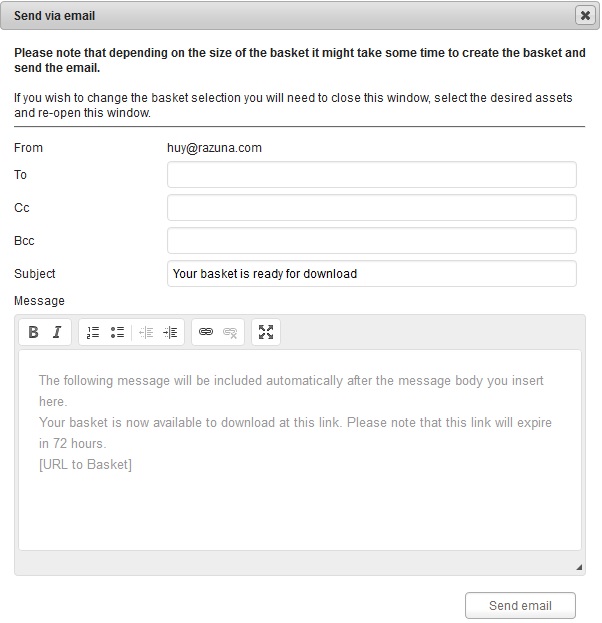 Send via email
Please note that depending on the size of the basket it might take some time to create the basket and
send the email.
If you wish to change the basket selection you will need to close this window, select the desired assets
and re-open this window.
From huy@razuna.com
To
Cc
Bcc
Subject Your basket is ready for download
Message
B I
The following message will be included automatically after the message body you insert
here.
Your basket is now available to download at this link. Please note that this link will expire
in 72 hours.
[URL to Basket]
Send email